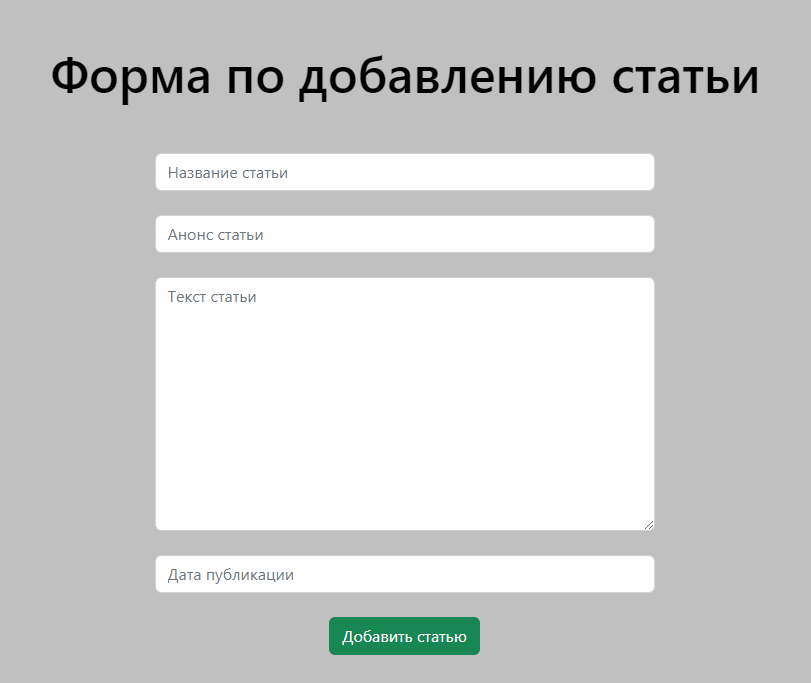 Форма по добавлению статьи
Название статьи
Анонс статьи
Текст статьи
Дата публикации
Добавить статью